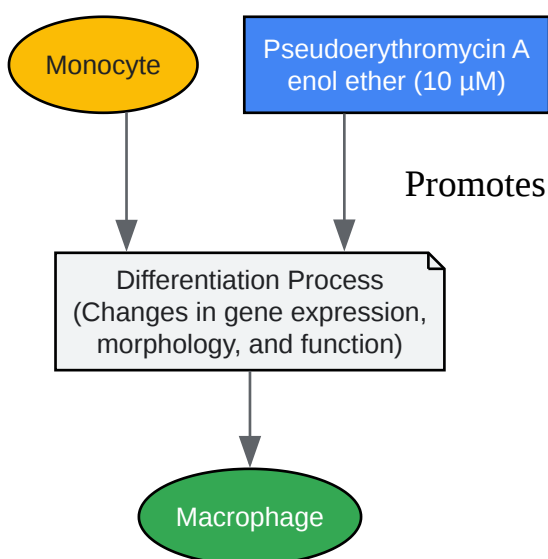 Monocyte
Pseudoerythromycin A
enol ether (10 µM)
Promotes
Differentiation Process
(Changes in gene expression,
morphology, and function)
Macrophage